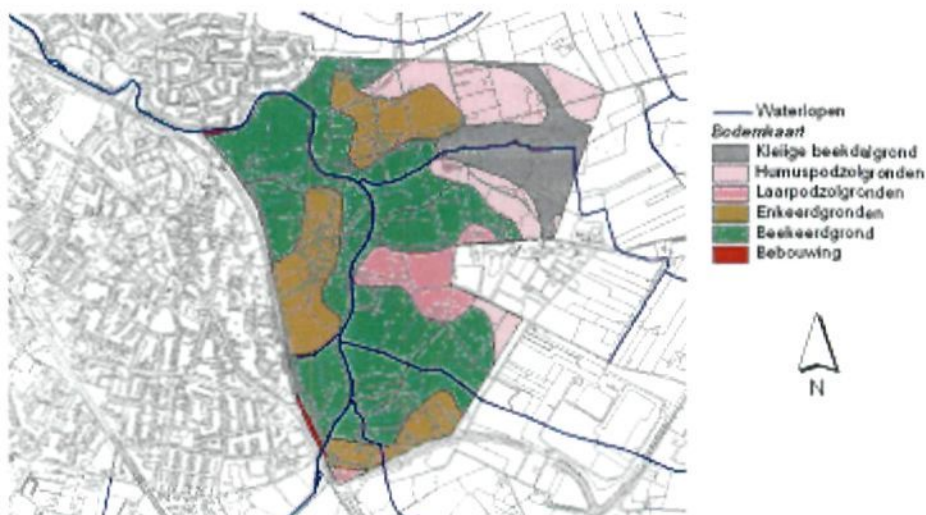 Waterlopen
Bodemkaart
Kleiige beekdalgrond
Humuspodzolgronden
Laarpodzolgronden
Enkeerdgronden
Beekeerdgrond
Bebouwing
N